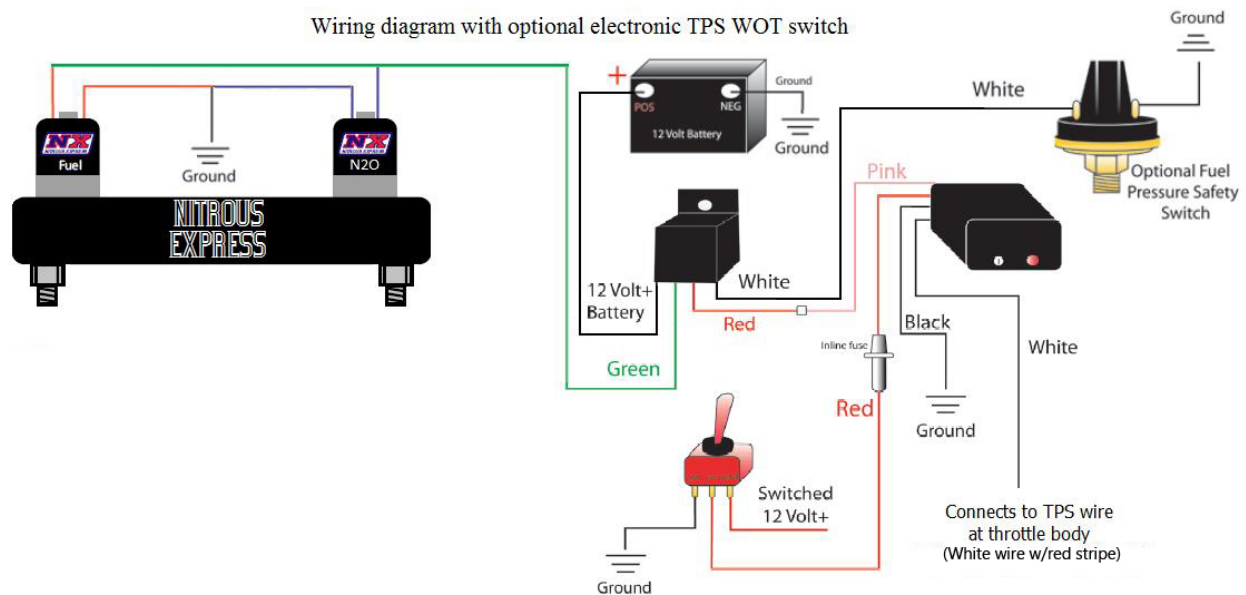 Wiring diagram with optional electronic TPS WOT switch
Ground
+
POS
NEG
Ground
12 Volt Battery
Ground
White
NX
Fuel
NX
N2O
Ground
Pink
Optional Fuel
Pressure Safety
Switch
NITROUS
EXPRESS
12 Volt+
Battery
White
Red
Black
Inline fuse
White
Green
Red
Ground
Switched
12 Volt+
Connects to TPS wire
at throttle body
(White wire w/red stripe)
Ground